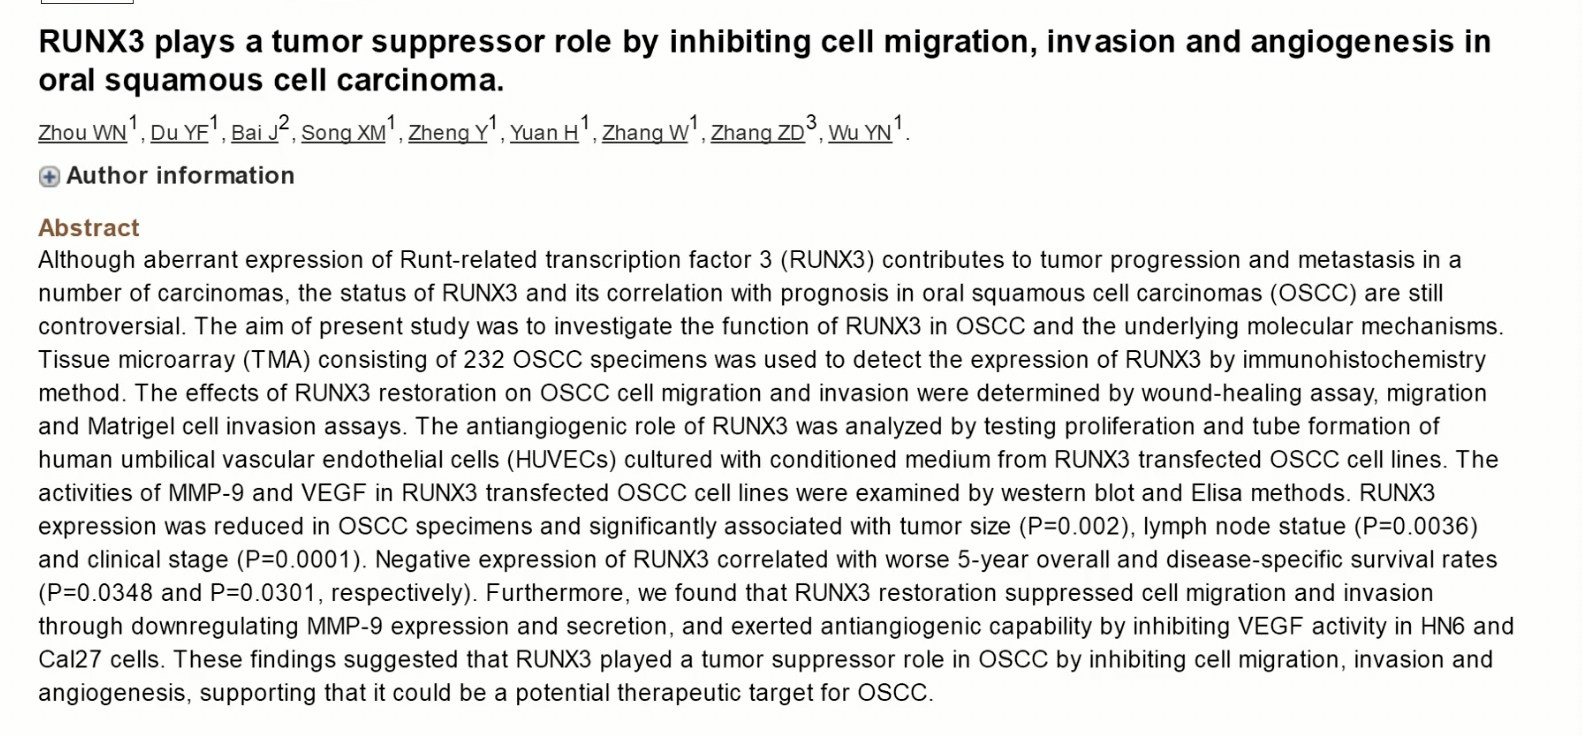 RUNX3 plays a tumor suppressor role by inhibiting cell migration, invasion and angiogenesis in
oral squamous cell carcinoma.
Zhou WN1, Du YF1, Bai J2, Song XM1, Zheng Y1, Yuan H1, Zhang W1, Zhang ZD3, Wu YN1.
Author information
Abstract
Although aberrant expression of Runt-related transcription factor 3 (RUNX3) contributes to tumor progression and metastasis in a
number of carcinomas, the status of RUNX3 and its correlation with prognosis in oral squamous cell carcinomas (OSCC) are still
controversial. The aim of present study was to investigate the function of RUNX3 in OSCC and the underlying molecular mechanisms.
Tissue microarray (TMA) consisting of 232 OSCC specimens was used to detect the expression of RUNX3 by immunohistochemistry
method. The effects of RUNX3 restoration on OSCC cell migration and invasion were determined by wound-healing assay, migration
and Matrigel cell invasion assays. The antiangiogenic role of RUNX3 was analyzed by testing proliferation and tube formation of
human umbilical vascular endothelial cells (HUVECs) cultured with conditioned medium from RUNX3 transfected OSCC cell lines. The
activities of MMP-9 and VEGF in RUNX3 transfected OSCC cell lines were examined by western blot and Elisa methods. RUNX3
expression was reduced in OSCC specimens and significantly associated with tumor size (P=0.002), lymph node statue (P=0.0036)
and clinical stage (P=0.0001). Negative expression of RUNX3 correlated with worse 5-year overall and disease-specific survival rates
(P=0.0348 and P=0.0301, respectively). Furthermore, we found that RUNX3 restoration suppressed cell migration and invasion
through downregulating MMP-9 expression and secretion, and exerted antiangiogenic capability by inhibiting VEGF activity in HN6 and
Cal27 cells. These findings suggested that RUNX3 played a tumor suppressor role in OSCC by inhibiting cell migration, invasion and
angiogenesis, supporting that it could be a potential therapeutic target for OSCC.